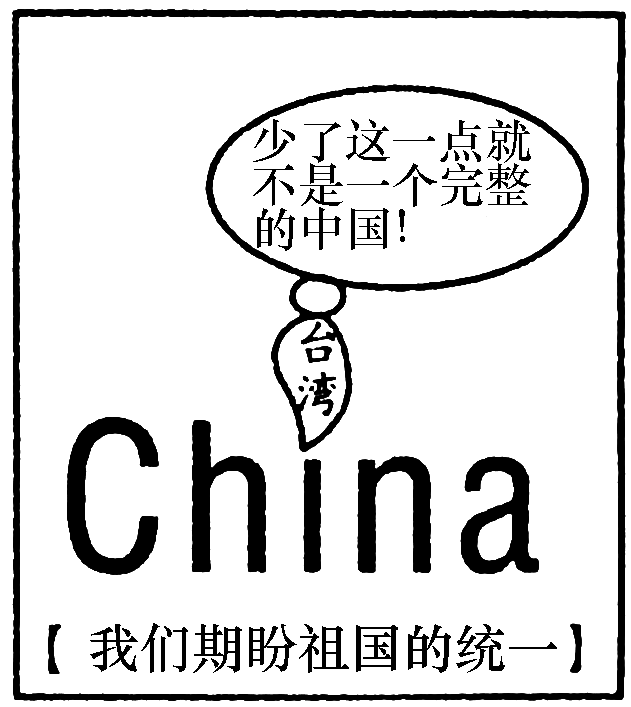 少了这一点就
不是一个完整
的中国!
台
湾
China
【我们期盼祖国的统一】